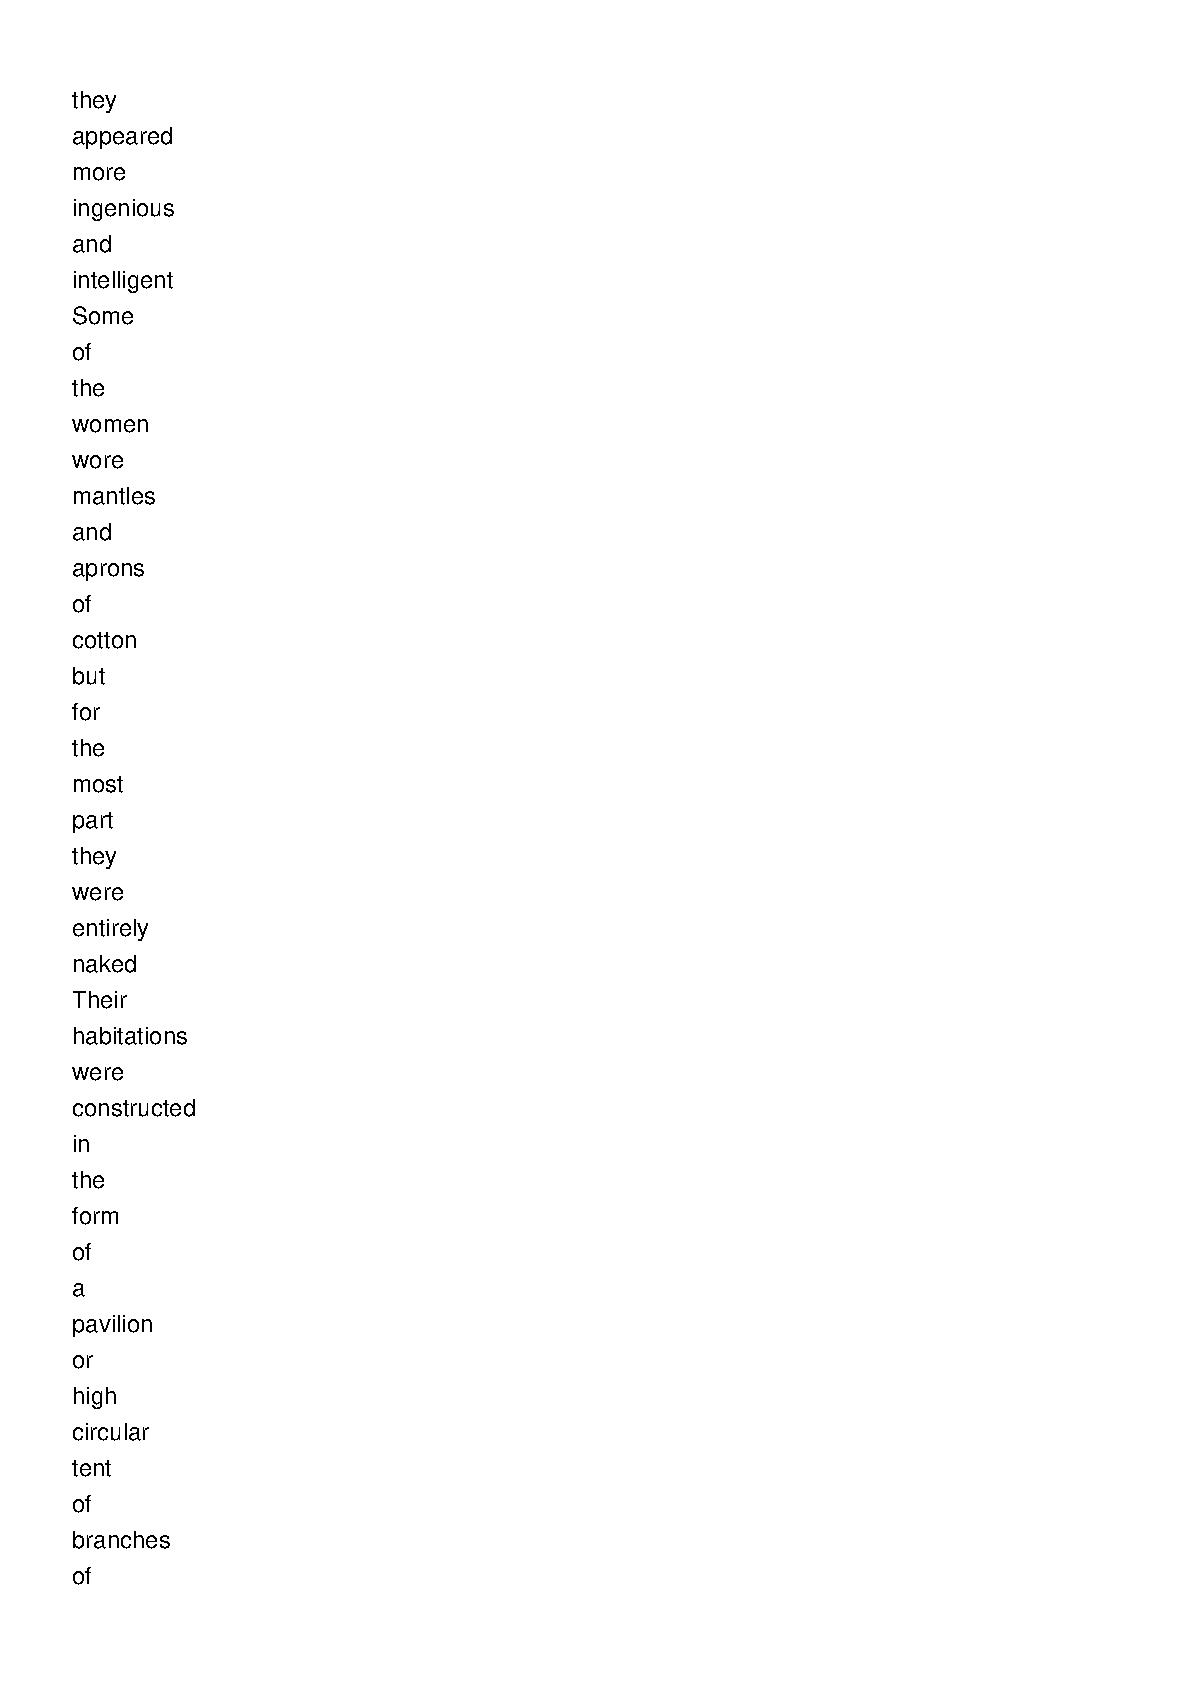 they
appeared
more
ingenious
and
intelligent
Some
of
the
women
wore
mantles
and
aprons
of
cotton
but
for
the
most
part
they
were
entirely
naked
Their
habitations
were
constructed
in
the
form
of
a
pavilion
or
high
circular
tent
of
branches
of